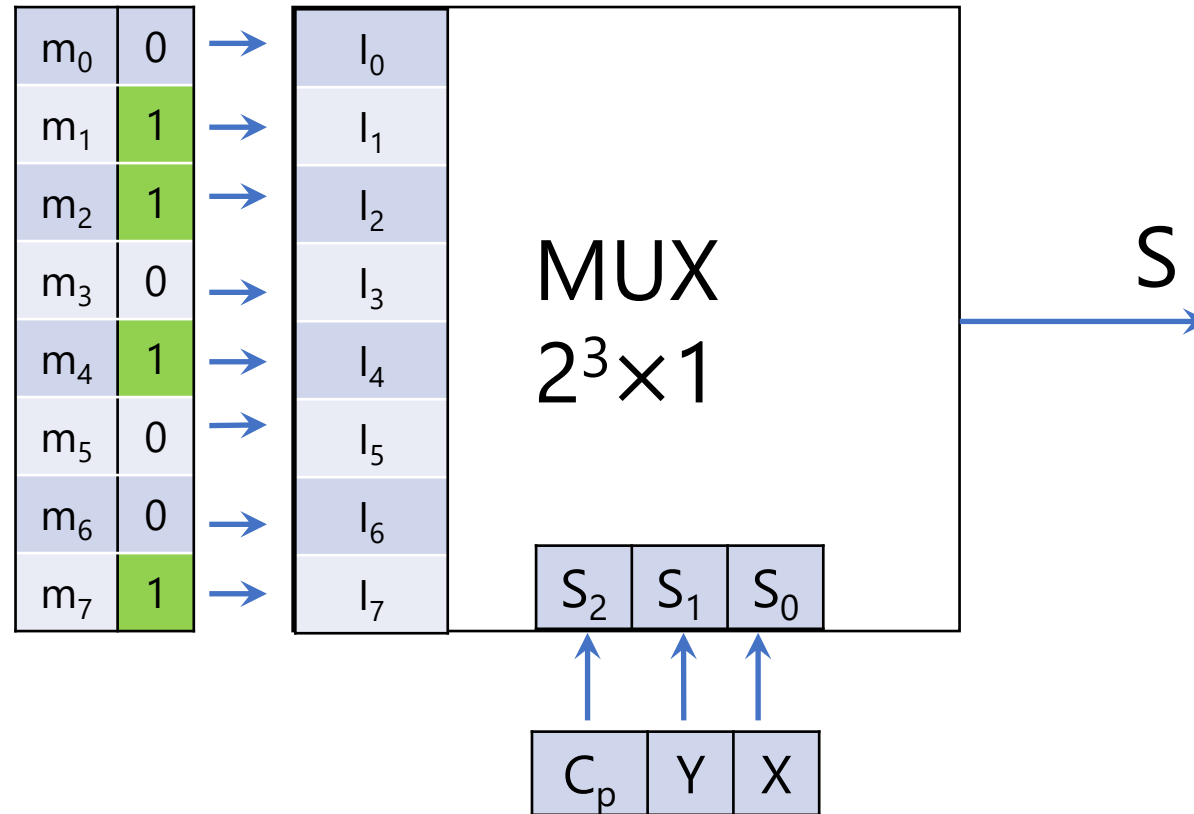 m₀ 0 I₀
m₁ 1 I₁
m₂ 1 I₂
m₃ 0 I₃
m₄ 1 I₄
m₅ 0 I₅
m₆ 0 I₆
m₇ 1 I₇
MUX
2³×1
S
S₂ S₁ S₀
Cₚ Y X